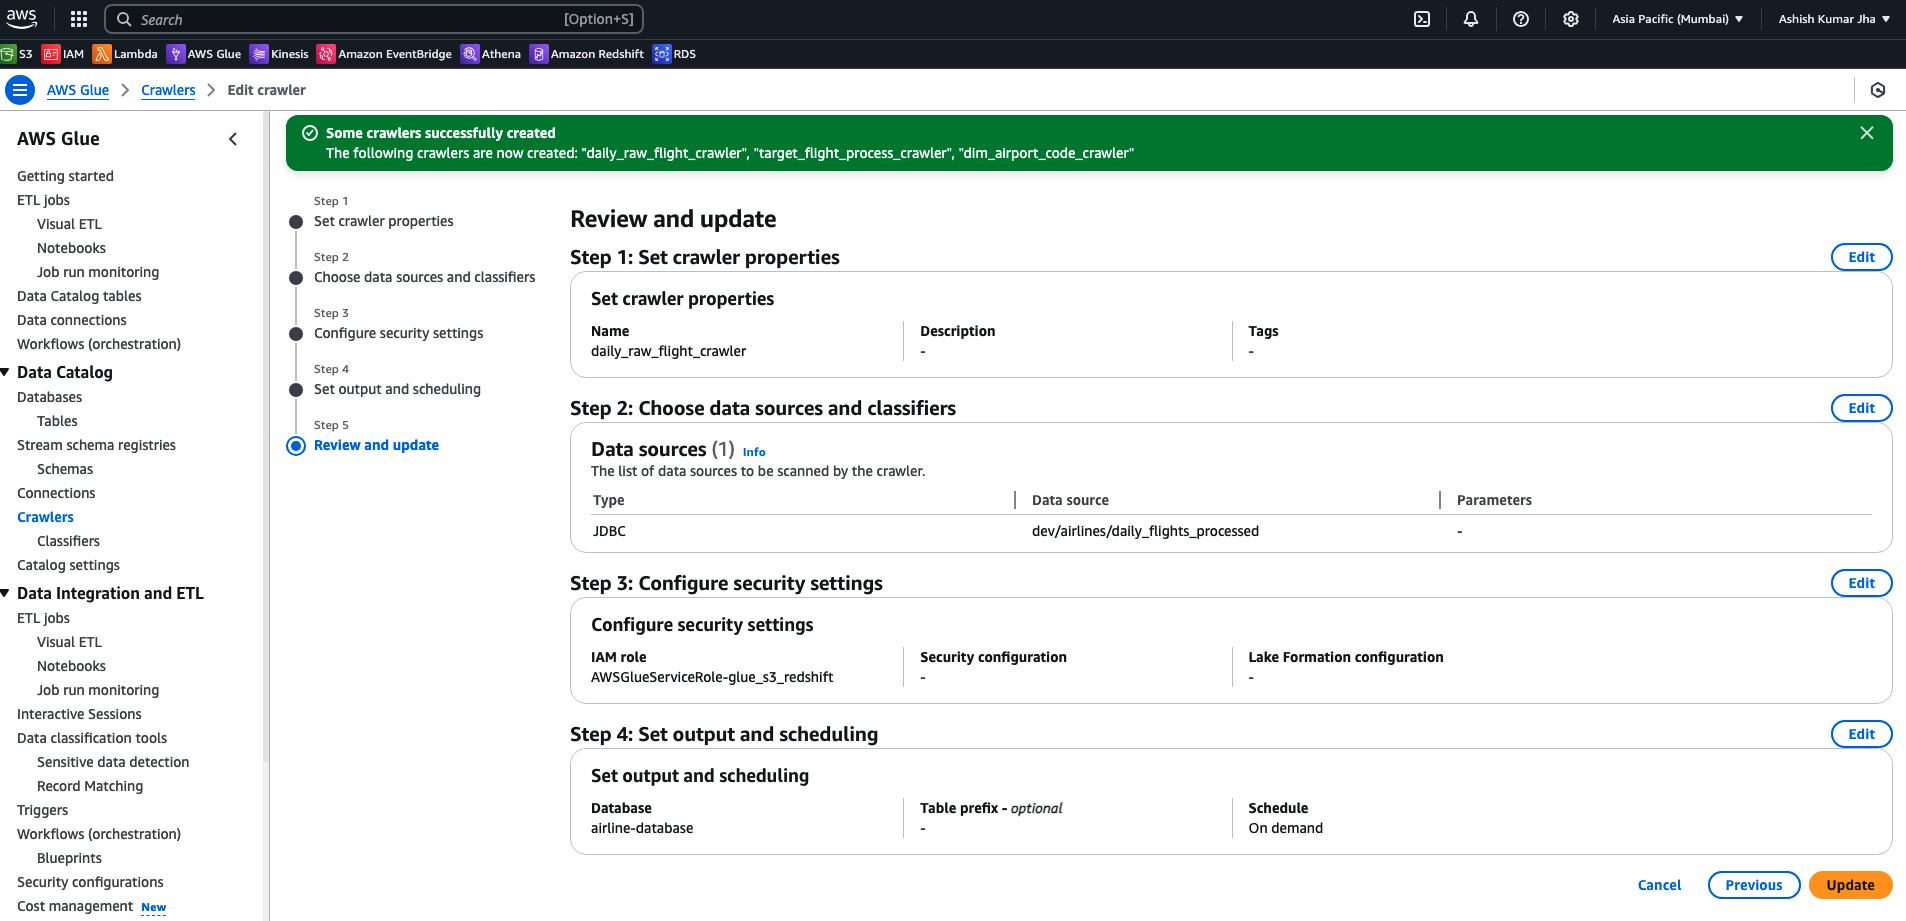 aws
Search
[Option+S]
Asia Pacific (Mumbai)
Ashish Kumar Jha
S3
IAM
Lambda
AWS Glue
Kinesis
Amazon EventBridge
Athena
Amazon Redshift
RDS
AWS Glue
Crawlers
Edit crawler
AWS Glue
Getting started
ETL jobs
Visual ETL
Notebooks
Job run monitoring
Data Catalog tables
Data connections
Workflows (orchestration)
Data Catalog
Databases
Tables
Stream schema registries
Schemas
Connections
Crawlers
Classifiers
Catalog settings
Data Integration and ETL
ETL jobs
Visual ETL
Notebooks
Job run monitoring
Interactive Sessions
Data classification tools
Sensitive data detection
Record Matching
Triggers
Workflows (orchestration)
Blueprints
Security configurations
Cost management New
Some crawlers successfully created
The following crawlers are now created: "daily_raw_flight_crawler", "target_flight_process_crawler", "dim_airport_code_crawler"
Step 1
Set crawler properties
Step 2
Choose data sources and classifiers
Step 3
Configure security settings
Step 4
Set output and scheduling
Step 5
Review and update
Review and update
Step 1: Set crawler properties
Edit
Set crawler properties
Name
daily_raw_flight_crawler
Description
-
Tags
-
Step 2: Choose data sources and classifiers
Edit
Data sources (1) Info
The list of data sources to be scanned by the crawler.
Type
Data source
Parameters
JDBC
dev/airlines/daily_flights_processed
-
Step 3: Configure security settings
Edit
Configure security settings
IAM role
AWSGlueServiceRole-glue_s3_redshift
Security configuration
-
Lake Formation configuration
-
Step 4: Set output and scheduling
Edit
Set output and scheduling
Database
airline-database
Table prefix - optional
-
Schedule
On demand
Cancel
Previous
Update